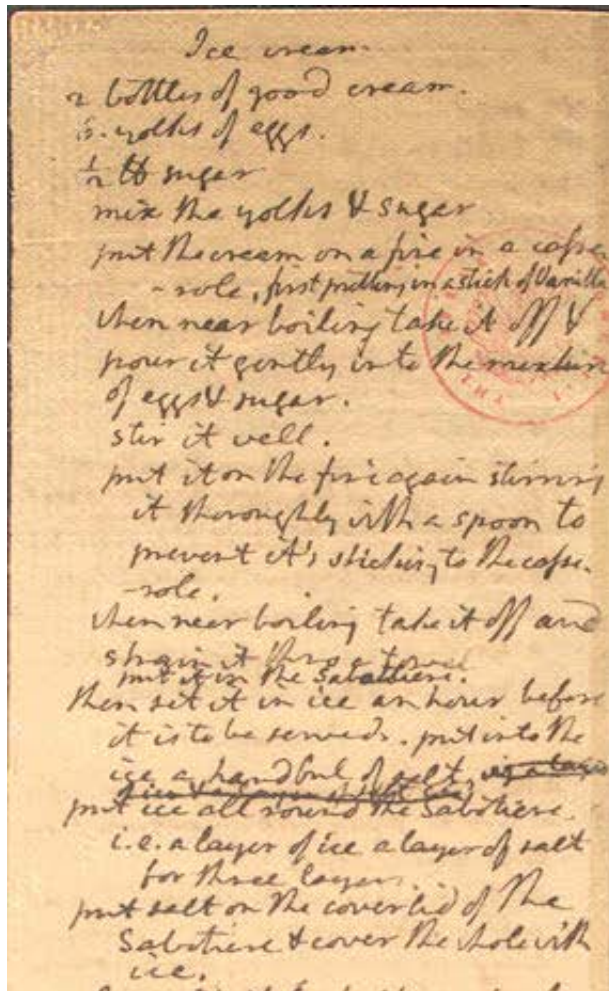 Ice cream.
2 bottles of good cream.
6. yolks of eggs.
1/2 ℔ sugar
mix the yolks & sugar
put the cream on a fire in a casse
-role, first putting in a stick of Vanilla
when near boiling take it off &
pour it gently into the mixture
of eggs & sugar.
stir it well.
put it on the fire again stirring
it thoroughly with a spoon to
prevent it's sticking to the casse-
-role.
when near boiling take it off and
strain it thro' a towel.
put it in the Sabottiere.
then set it in ice an hour before
it is to be served. put into the
ice a handful of salt
put ice all round the Sabotiere
i.e. a layer of ice a layer of salt
for three layers.
put salt on the coverlid of the
Sabotiere & cover the whole with
ice.